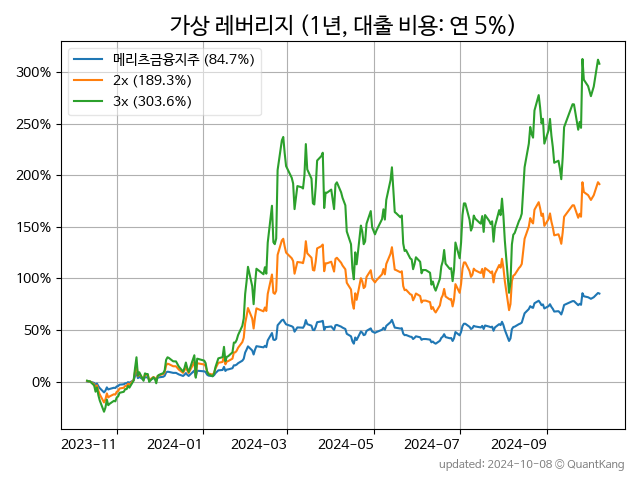 가상 레버리지 (1년, 대출 비용: 연 5%)
메리츠금융지주 (84.7%)
2x (189.3%)
3x (303.6%)
300%
250%
200%
150%
100%
50%
0%
2023-11 2024-01 2024-03 2024-05 2024-07 2024-09
updated: 2024-10-08 © QuantKang